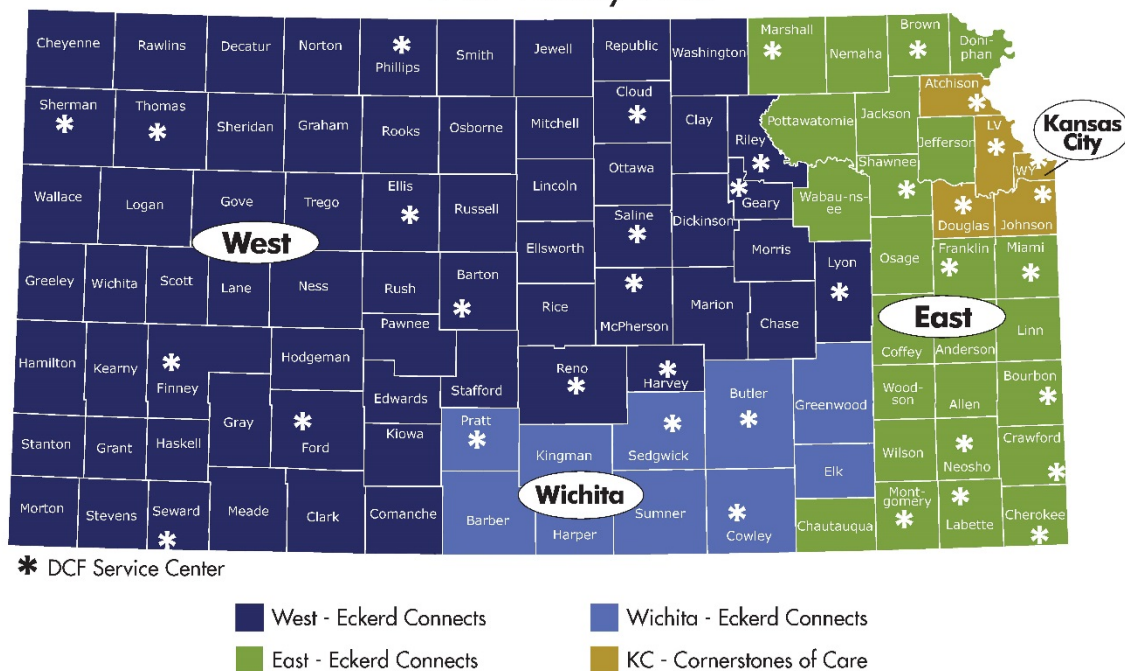 Cheyenne
Rawlins
Decatur
Norton
Phillips
Smith
Jewell
Republic
Washington
Marshall
Nemaha
Brown
Doni-
phan
Sherman
Thomas
Sheridan
Graham
Rooks
Osborne
Mitchell
Cloud
Clay
Riley
Pottawatomie
Jackson
Atchison
Jefferson
LV
Kansas
City
WY
Wallace
Logan
Gove
Trego
Ellis
Russell
Lincoln
Ottawa
Saline
Dickinson
Geary
Wabau-ns-
ee
Shawnee
Douglas
Johnson
West
Ellsworth
Morris
Lyon
Osage
Franklin
Miami
Greeley
Wichita
Scott
Lane
Ness
Rush
Barton
Rice
McPherson
Marion
Chase
East
Pawnee
Coffey
Anderson
Linn
Hamilton
Kearny
Finney
Hodgeman
Edwards
Stafford
Reno
Harvey
Butler
Greenwood
Wood-
son
Allen
Bourbon
Gray
Ford
Kiowa
Pratt
Kingman
Sedgwick
Elk
Wilson
Neosho
Crawford
Stanton
Grant
Haskell
Wichita
Morton
Stevens
Seward
Meade
Clark
Comanche
Barber
Harper
Sumner
Cowley
Chautauqua
Mont-
gomery
Labette
Cherokee
* DCF Service Center
West - Eckerd Connects
Wichita - Eckerd Connects
East - Eckerd Connects
KC - Cornerstones of Care